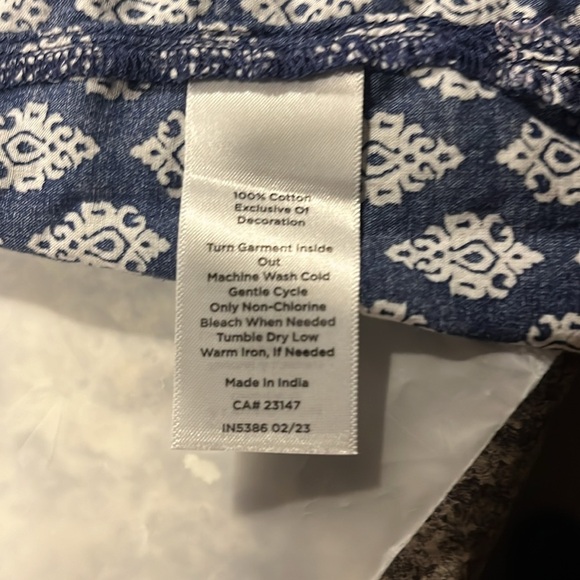 100% Cotton
Exclusive Of
Decoration
Turn Garment Inside
Out
Machine Wash Cold
Gentle Cycle
Only Non-Chlorine
Bleach When Needed
Tumble Dry Low
Warm Iron, If Needed
Made In India
CA# 23147
IN5386 02/23